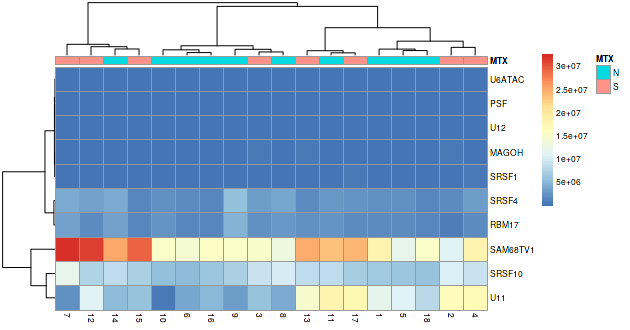 MTX
U6ATAC
PSF
U12
MAGOH
SRSF1
SRSF4
RBM17
SAM68TV1
SRSF10
U11
7 12 14 15 10 6 16 9 3 8 13 11 17 1 5 18 2 4
3e+07
2.5e+07
2e+07
1.5e+07
1e+07
5e+06
MTX
N
S